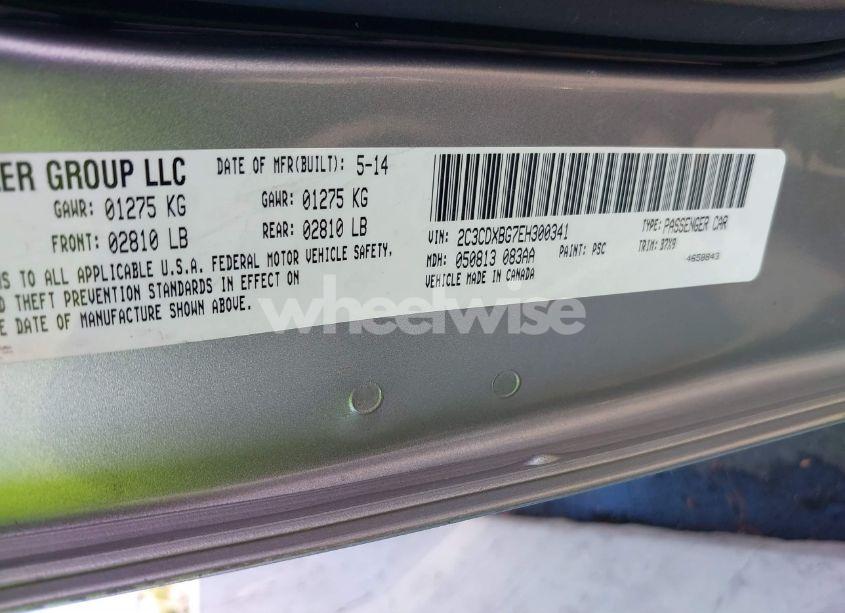 ER GROUP LLC DATE OF MFR(BUILT): 5-14
GAWR: 01275 KG GAWR: 01275 KG
FRONT: 02810 LB REAR: 02810 LB
TO ALL APPLICABLE U.S.A. FEDERAL MOTOR VEHICLE SAFETY,
THEFT PREVENTION STANDARDS IN EFFECT ON
DATE OF MANUFACTURE SHOWN ABOVE.
VIN: 2C3CDXBG7EH300341 TYPE: PASSENGER CAR
MDH: 050813 083AA PAINT: PSC TRIM: B7X9
VEHICLE MADE IN CANADA 4658843
wheelwise